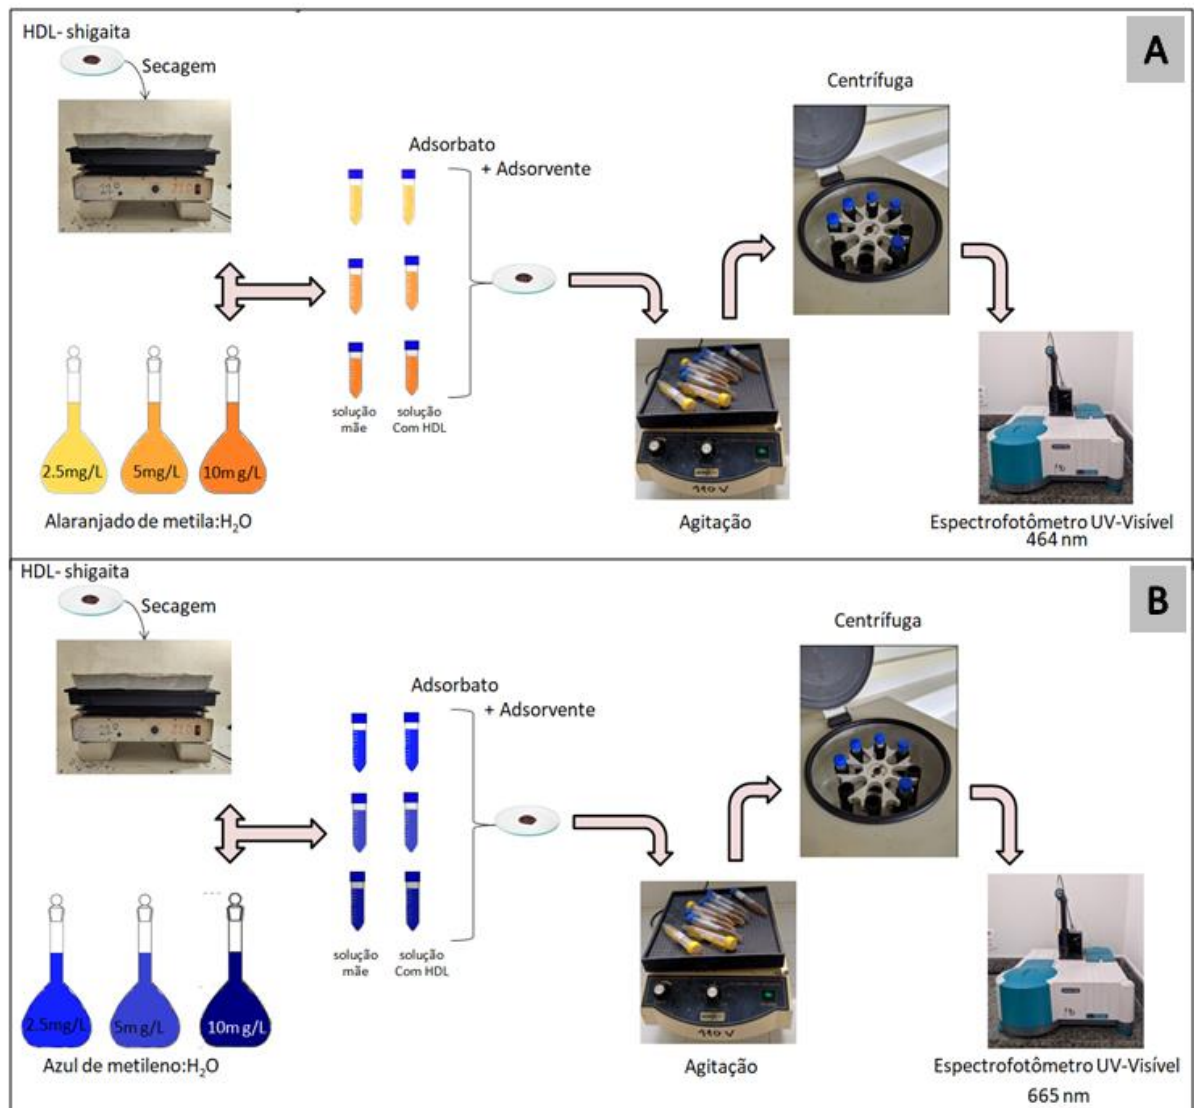 A
HDL- shigaita
Secagem
Centrífuga
Adsorbato
+ Adsorvente
solução
mãe
solução
Com HDL
2.5mg/L
5mg/L
10mg/L
Alaranjado de metila:H₂O
110 V
Agitação
Espectrofotômetro UV-Visível
464 nm
B
HDL- shigaita
Secagem
Centrífuga
Adsorbato
+ Adsorvente
solução
mãe
solução
Com HDL
2.5mg/L
5mg/L
10mg/L
Azul de metileno:H₂O
110 V
Agitação
Espectrofotômetro UV-Visível
665 nm